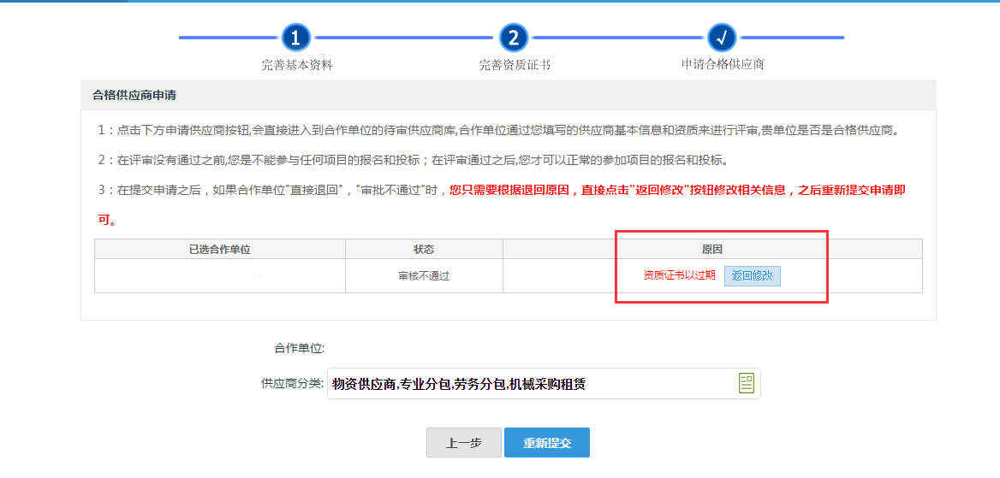 1
2
完善基本资料
完善资质证书
申请合格供应商
合格供应商申请
1：点击下方申请供应商按钮,会直接进入到合作单位的待审供应商库,合作单位通过您填写的供应商基本信息和资质来进行评审,贵单位是否是合格供应商。
2：在评审没有通过之前,您是不能参与任何项目的报名和投标；在评审通过之后,您才可以正常的参加项目的报名和投标。
3：在提交申请之后，如果合作单位"直接退回"，"审批不通过"时，您只需要根据退回原因，直接点击"返回修改"按钮修改相关信息，之后重新提交申请即
可。
已选合作单位 状态 原因
审核不通过 资质证书以过期 返回修改
合作单位:
供应商分类: 物资供应商,专业分包,劳务分包,机械采购租赁
上一步 重新提交